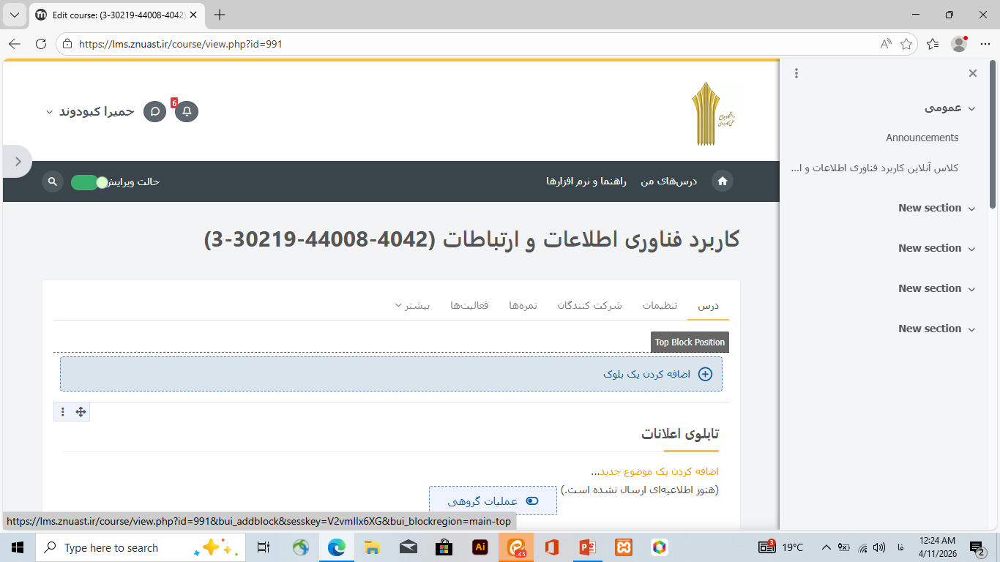 Edit course: (3-30219-44008-4042)
https://lms.znuast.ir/course/view.php?id=991
6
حمیرا کبودوند
حالت ویرایش
درس‌های من
راهنما و نرم افزارها
کاربرد فناوری اطلاعات و ارتباطات (3-30219-44008-4042)
درس
تنظیمات
شرکت کنندگان
نمره‌ها
فعالیت‌ها
بیشتر
Top Block Position
اضافه کردن یک بلوک
تابلوی اعلانات
اضافه کردن یک موضوع جدید...
(هنوز اطلاعیه‌ای ارسال نشده است.)
عملیات گروهی
عمومی
Announcements
کلاس آنلاین کاربرد فناوری اطلاعات و ا...
New section
New section
New section
New section
https://lms.znuast.ir/course/view.php?id=991&bui_addblock&sesskey=V2vmIlx6XG&bui_blockregion=main-top
Type here to search
Ai
.45
3
19°C
فا
12:24 AM
4/11/2026
2